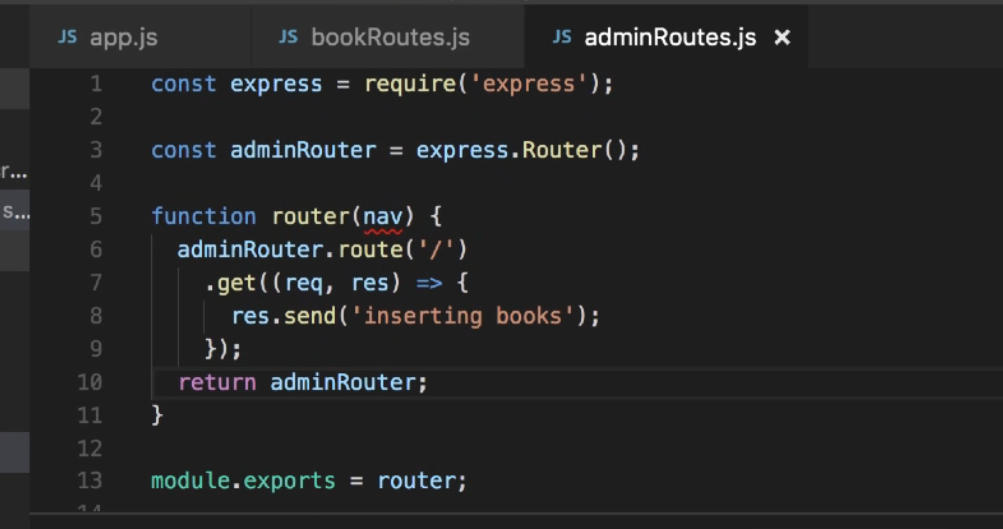 JS app.js JS bookRoutes.js JS adminRoutes.js ×
1 const express = require('express');
2
3 const adminRouter = express.Router();
4
5 function router(nav) {
6 adminRouter.route('/')
7 .get((req, res) => {
8 res.send('inserting books');
9 });
10 return adminRouter;
11 }
12
13 module.exports = router;
14
r...
s...